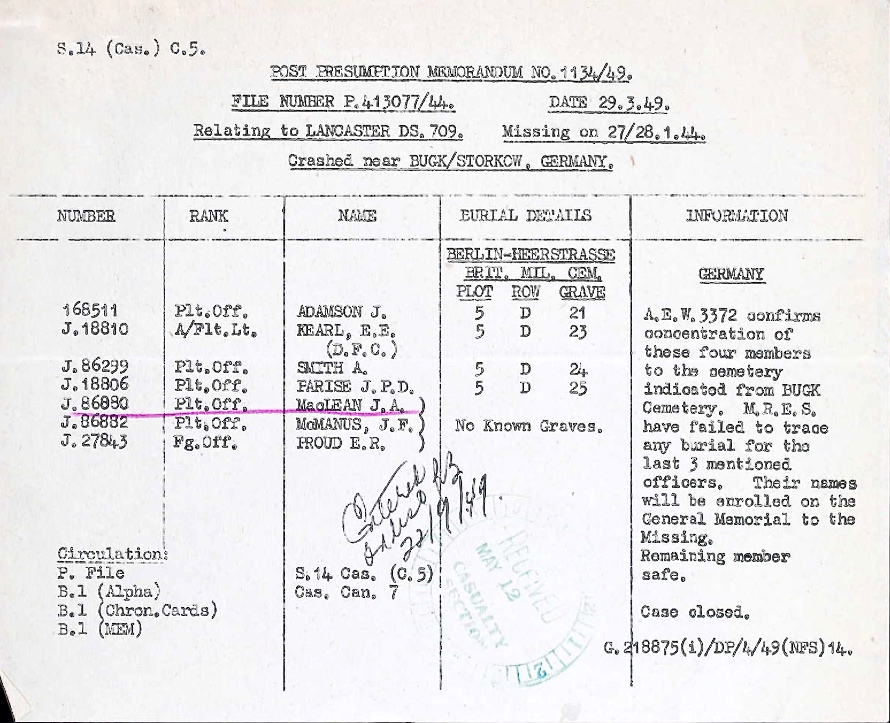 S.14 (Cas.) C.5.
POST PRESUMPTION MEMORANDUM NO.1134/49.
FILE NUMBER P.413077/44. DATE 29.3.49.
Relating to LANCASTER DS.709. Missing on 27/28.1.44.
Crashed near BUGK/STORKOW, GERMANY.
NUMBER RANK NAME BURIAL DETAILS INFORMATION
BERLIN-HEERSTRASSE
BRIT. MIL. CEM.
PLOT ROW GRAVE
GERMANY
168511 Plt.Off. ADAMSON J. 5 D 21
J.18810 A/Flt.Lt. KEARL, E.E. 5 D 23
(D.F.C.)
J.86299 Plt.Off. SMITH A. 5 D 24
J.18806 Plt.Off. PARISE J.P.D. 5 D 25
J.86880 Plt.Off. MacLEAN J.A.)
J.86882 Plt.Off. McMANUS, J.F.) No Known Graves.
J.27843 Fg.Off. PROUD E.R. )
A.E.W.3372 confirms
concentration of
these four members
to the cemetery
indicated from BUGK
Cemetery. M.R.E.S.
have failed to trace
any burial for the
last 3 mentioned
officers. Their names
will be enrolled on the
General Memorial to the
Missing.
Remaining member
safe.
Case closed.
Entered
22/9/49
MAY 12
CASUALTY
SECTION
Circulation:
P. File S.14 Cas. (C.5)
B.1 (Alpha) Cas. Can. 7
B.1 (Chron.Cards)
B.1 (MEM)
G.218875(i)/DP/4/49(NFS)14.